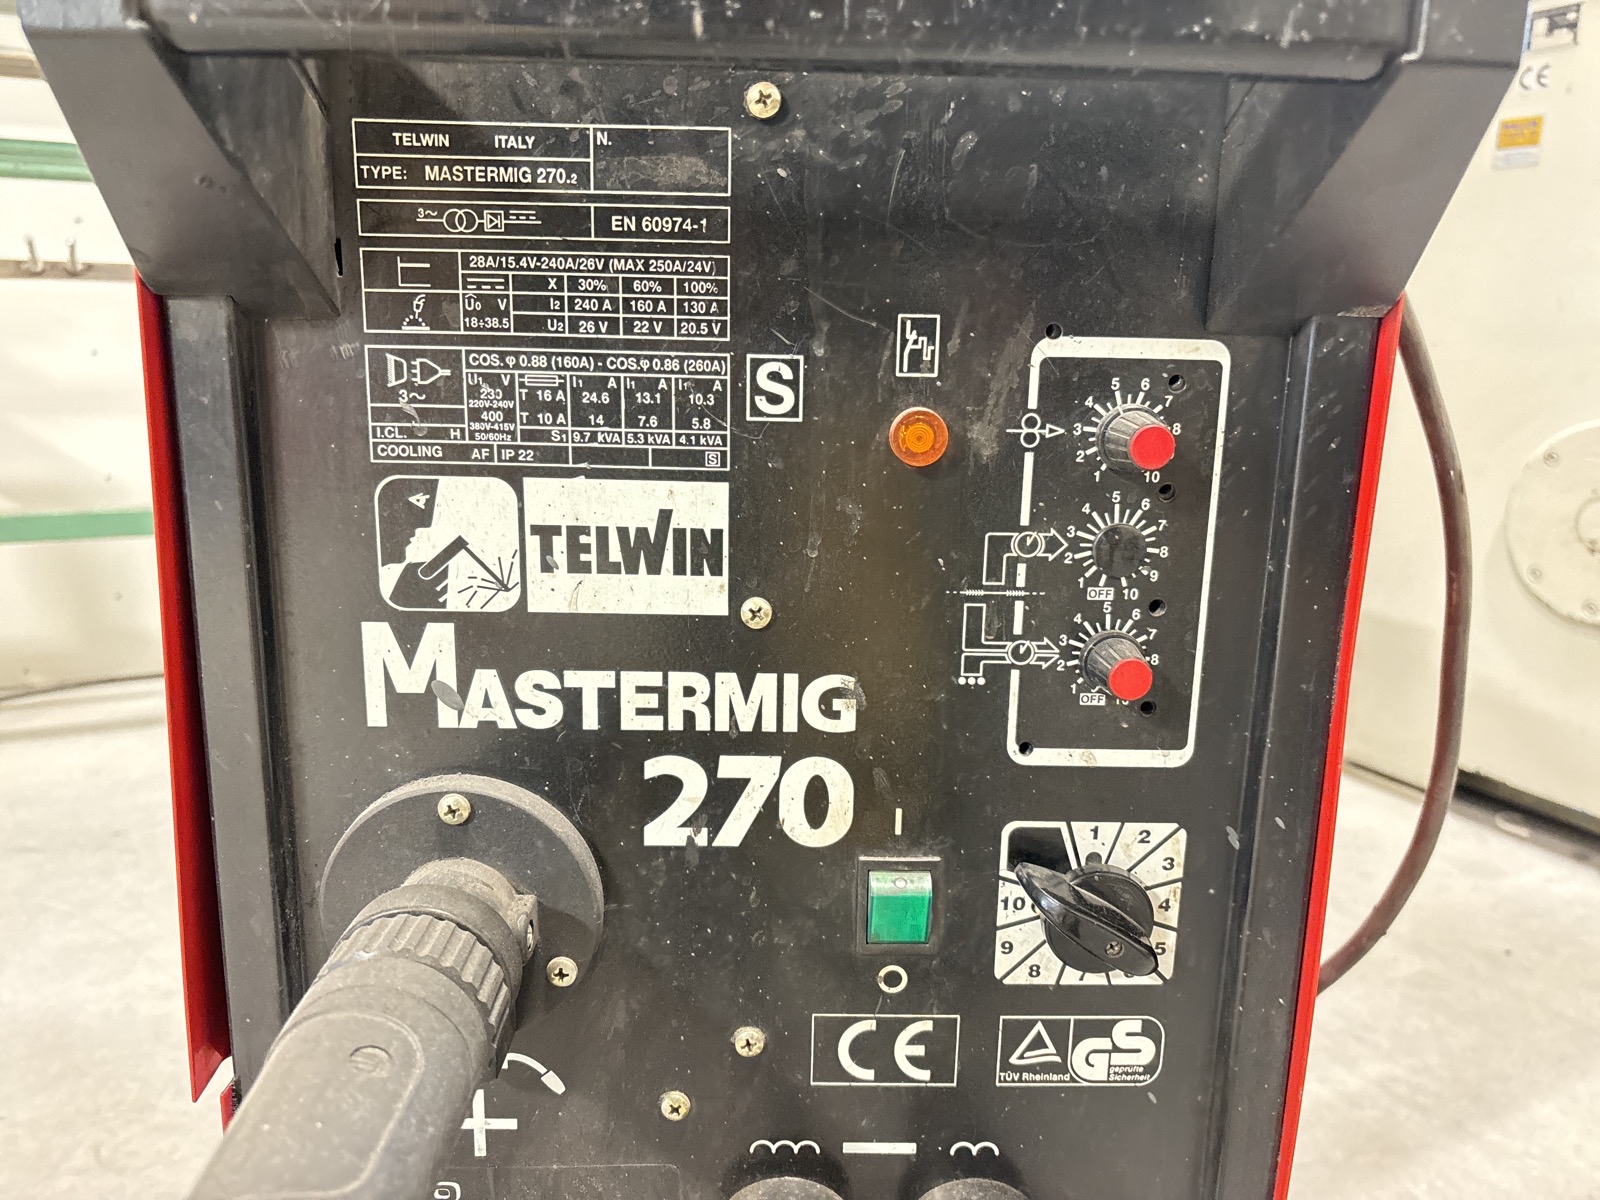 TELWIN ITALY N.
TYPE: MASTERMIG 270.2
3~ EN 60974-1
28A/15.4V-240A/26V (MAX 250A/24V)
X 30% 60% 100%
U0 V I2 240 A 160 A 130 A
18÷38.5 U2 26 V 22 V 20.5 V
COS.φ 0.88 (160A) - COS.φ 0.86 (260A)
U1 V I1 A I1 A I1 A
230 T 16 A 24.6 13.1 10.3
220V-240V
3~
400 T 10 A 14 7.6 5.8
380V-415V
I.CL. H 50/60Hz S1 9.7 kVA 5.3 kVA 4.1 kVA
COOLING AF IP 22 S
S
TELWIN
MASTERMIG
270
1 2 3 4 5 6 7 8 10
1 2 3 4 5 6 7 8 9 10
OFF
1 2 3 4 5 6 7 8 10
OFF
I
O
1 2 3 4 5 7 8 9 10
CE
TÜV Rheinland
GS
geprüfte
Sicherheit
+
CE